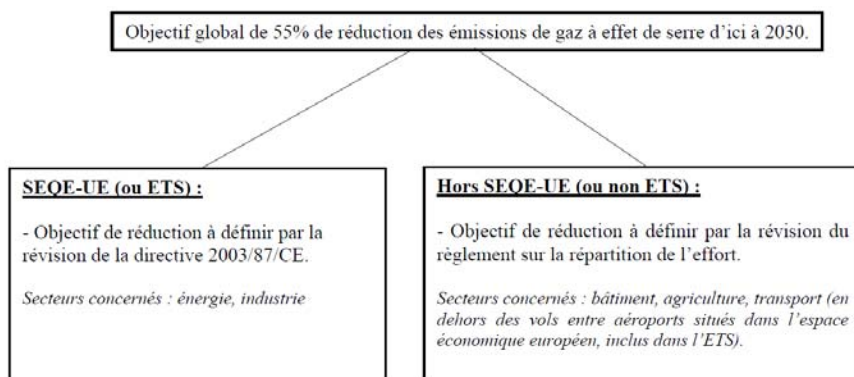 Objectif global de 55% de réduction des émissions de gaz à effet de serre d’ici à 2030.
SEQE-UE (ou ETS) :
- Objectif de réduction à définir par la
révision de la directive 2003/87/CE.
Secteurs concernés : énergie, industrie
Hors SEQE-UE (ou non ETS) :
- Objectif de réduction à définir par la révision du
règlement sur la répartition de l’effort.
Secteurs concernés : bâtiment, agriculture, transport (en
dehors des vols entre aéroports situés dans l’espace
économique européen, inclus dans l’ETS).